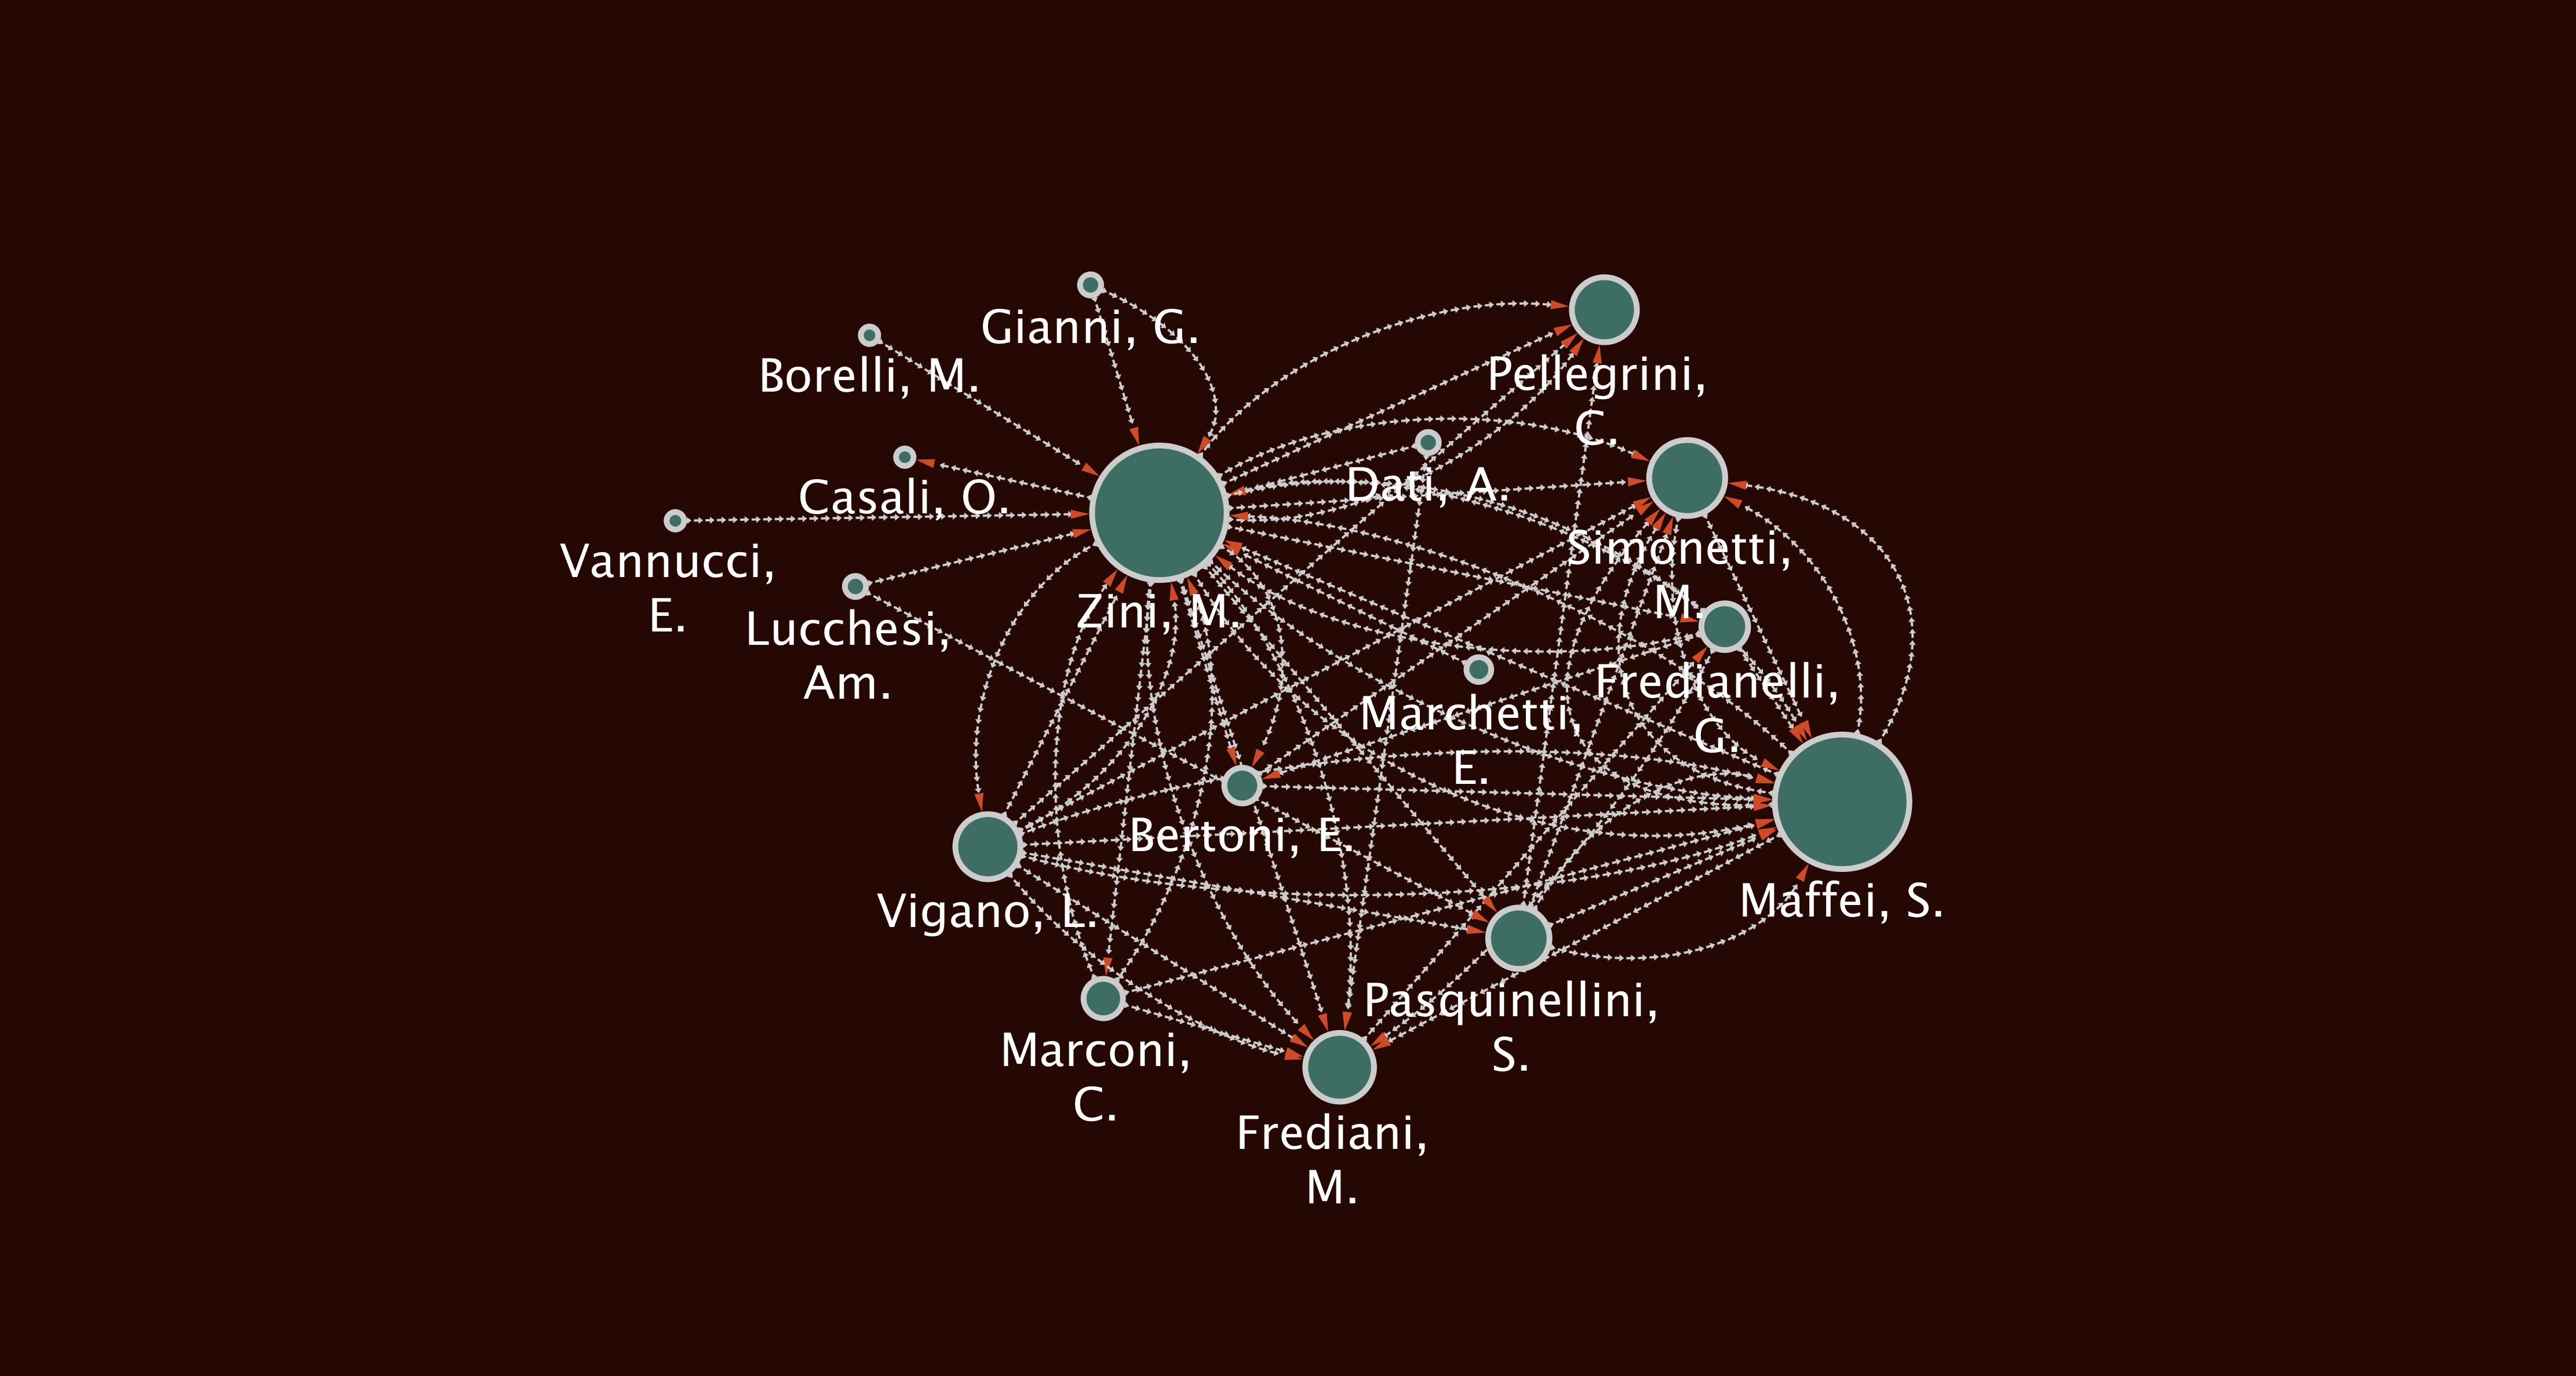 Gianni, G.
Borelli, M.
Pellegrini,
C.
Casali, O.
Dati, A.
Vannucci,
E.
Simonetti,
M.
Lucchesi,
Am.
Zini, M.
Fredianelli,
G.
Marchetti,
E.
Bertoni, E.
Vigano, L.
Maffei, S.
Pasquinellini,
S.
Marconi,
C.
Frediani,
M.